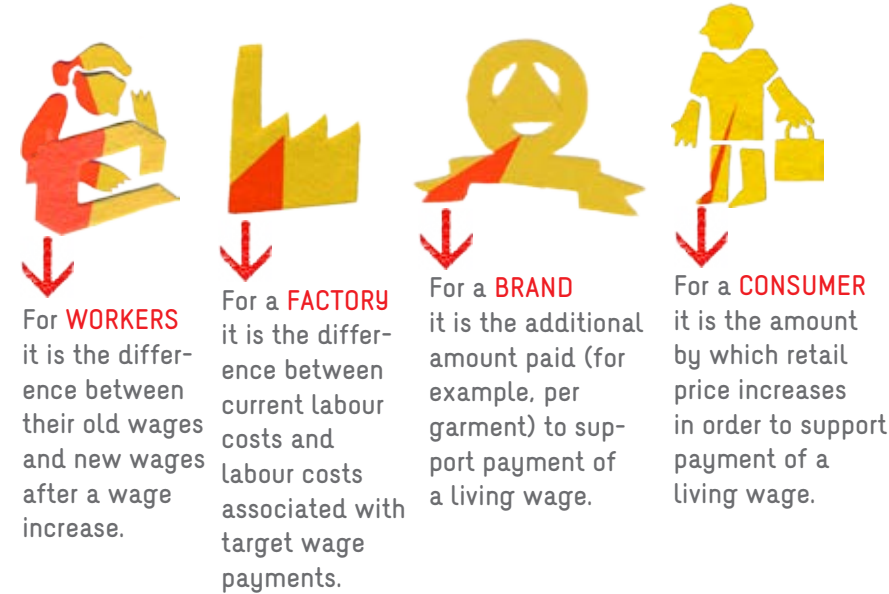 For WORKERS
it is the differ-
ence between
their old wages
and new wages
after a wage
increase.
For a FACTORY
it is the differ-
ence between
current labour
costs and
labour costs
associated with
target wage
payments.
For a BRAND
it is the additional
amount paid (for
example, per
garment) to sup-
port payment of
a living wage.
For a CONSUMER
it is the amount
by which retail
price increases
in order to support
payment of a
living wage.